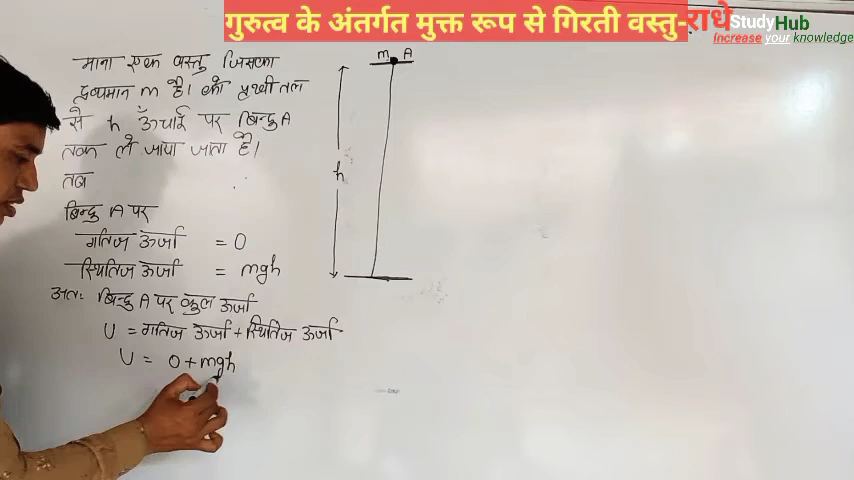 गुरुत्व के अंतर्गत मुक्त रूप से गिरती वस्तु-राधे
StudyHub
Increase your knowledge
माना एक वस्तु जिसका
द्रव्यमान m है। को पृथ्वी तल
से h ऊँचाई पर बिन्दु A
तक ले जाया जाता है।
तब
बिन्दु A पर
गतिज ऊर्जा = 0
स्थितिज ऊर्जा = mgh
अतः बिन्दु A पर कुल ऊर्जा
U = गतिज ऊर्जा + स्थितिज ऊर्जा
U = 0 + mgh
m A
h